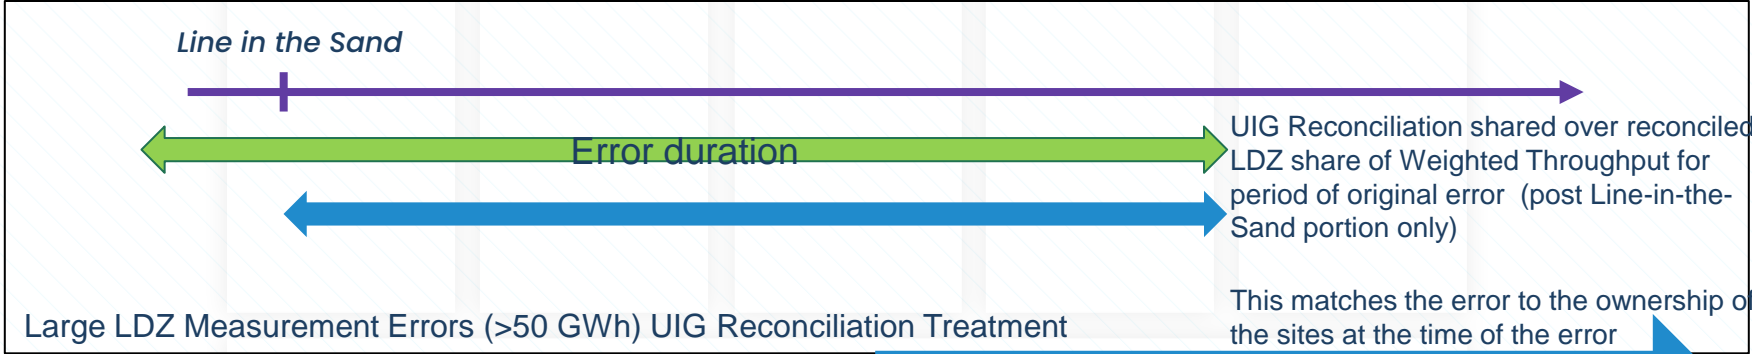 Line in the Sand
Error duration
UIG Reconciliation shared over reconciled
LDZ share of Weighted Throughput for
period of original error (post Line-in-the-
Sand portion only)
This matches the error to the ownership of
the sites at the time of the error
Large LDZ Measurement Errors (>50 GWh) UIG Reconciliation Treatment